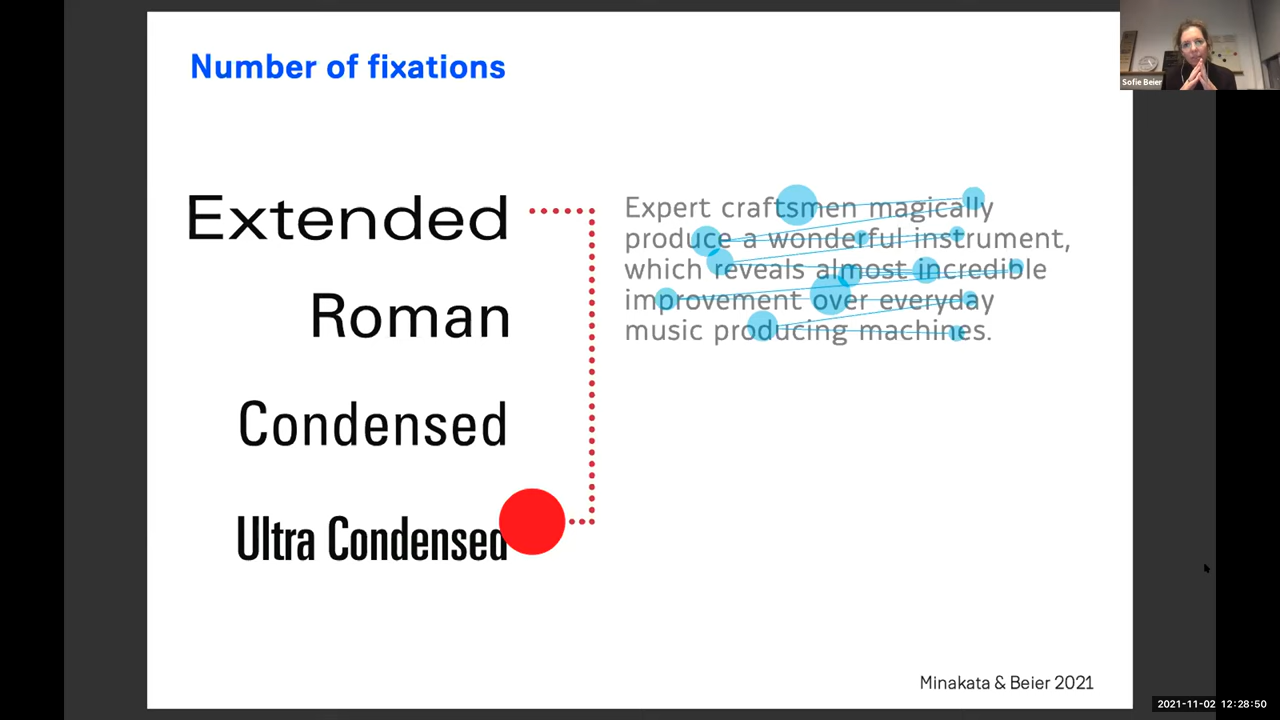 Number of fixations
Sofie Beier
Extended
Roman
Condensed
Ultra Condensed
Expert craftsmen magically
produce a wonderful instrument,
which reveals almost incredible
improvement over everyday
music producing machines.
Minakata & Beier 2021
2021-11-02 12:28:50